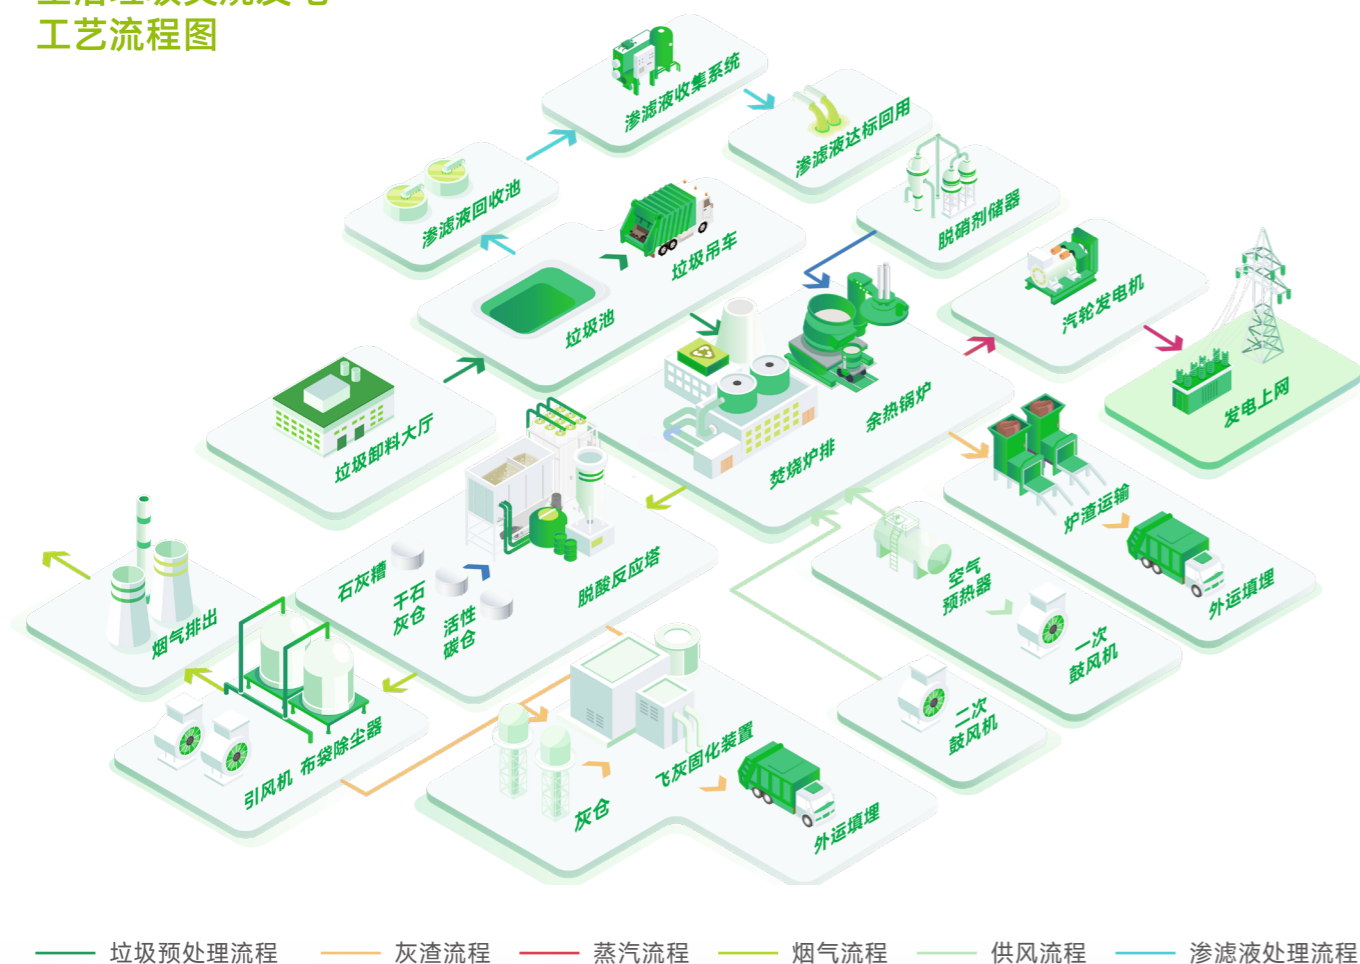 工艺流程图
渗滤液收集系统
渗滤液达标回用
渗滤液回收池
脱硝剂储器
垃圾吊车
垃圾池
汽轮发电机
发电上网
垃圾卸料大厅
余热锅炉
焚烧炉排
炉渣运输
外运填埋
空气
预热器
一次
鼓风机
二次
鼓风机
石灰糟
干石
灰仓
活性
碳仓
脱酸反应塔
烟气排出
引风机
布袋除尘器
飞灰固化装置
灰仓
外运填埋
垃圾预处理流程
灰渣流程
蒸汽流程
烟气流程
供风流程
渗滤液处理流程